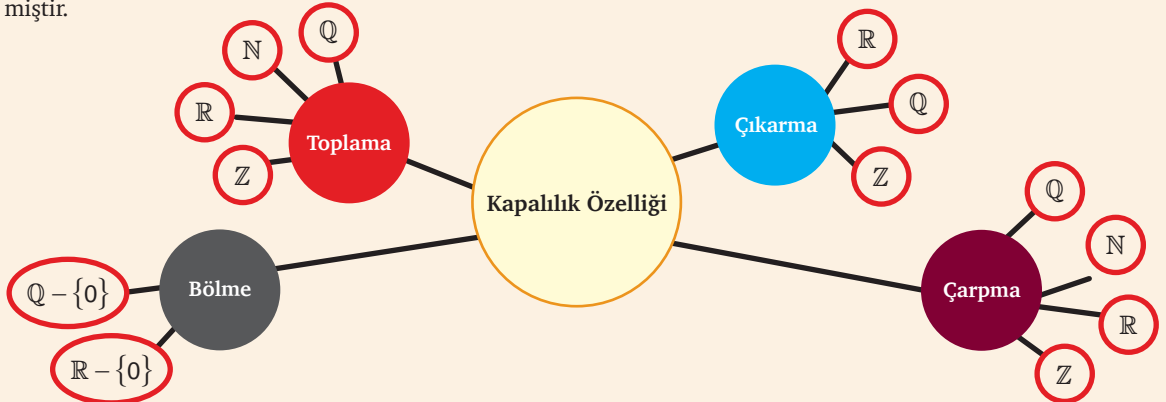 miştir.
Kapalılık Özelliği
Toplama
ℚ
ℕ
ℝ
ℤ
Çıkarma
ℝ
ℚ
ℤ
Bölme
ℚ – {0}
ℝ – {0}
Çarpma
ℚ
ℕ
ℝ
ℤ